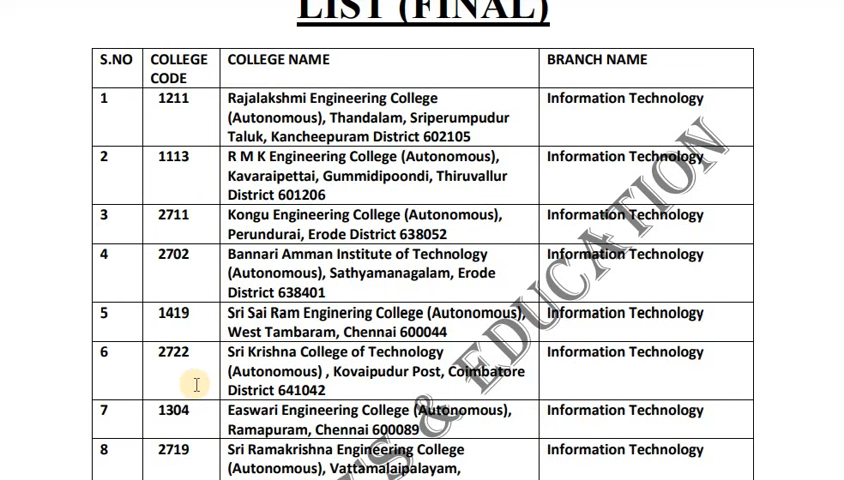 LIST (FINAL)
S.NO COLLEGE CODE COLLEGE NAME BRANCH NAME
1 1211 Rajalakshmi Engineering College Information Technology
(Autonomous), Thandalam, Sriperumpudur
Taluk, Kancheepuram District 602105
2 1113 R M K Engineering College (Autonomous), Information Technology
Kavaraipettai, Gummidipoondi, Thiruvallur
District 601206
3 2711 Kongu Engineering College (Autonomous), Information Technology
Perundurai, Erode District 638052
4 2702 Bannari Amman Institute of Technology Information Technology
(Autonomous), Sathyamanagalam, Erode
District 638401
5 1419 Sri Sai Ram Enginering College (Autonomous), Information Technology
West Tambaram, Chennai 600044
6 2722 Sri Krishna College of Technology Information Technology
(Autonomous) , Kovaipudur Post, Coimbatore
District 641042
7 1304 Easwari Engineering College (Autonomous), Information Technology
Ramapuram, Chennai 600089
8 2719 Sri Ramakrishna Engineering College Information Technology
(Autonomous), Vattamalaipalayam,
& EDUCATION